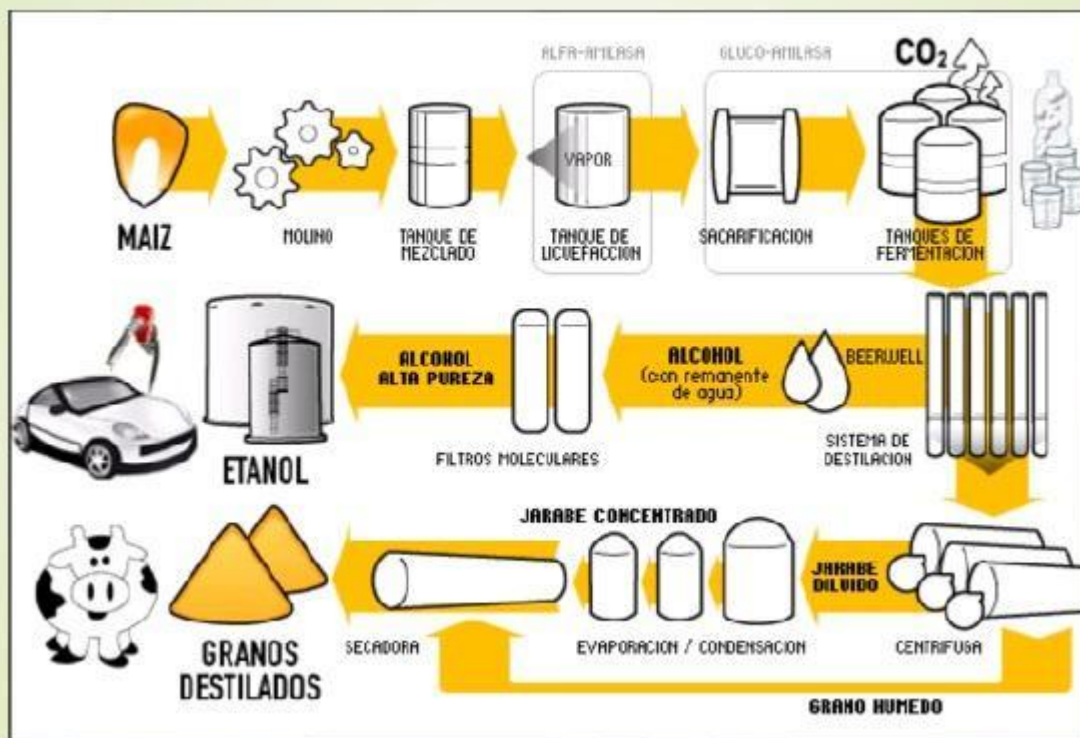 ALFA-AMILASA
GLUCO-AMILASA
CO₂
VAPOR
MAIZ
MOLINO
TANQUE DE
MEZCLADO
TANQUE DE
LICUEFACCION
SACARIFICACION
TANQUES DE
FERMENTACION
ALCOHOL
ALTA PUREZA
ALCOHOL
(con remanente
de agua)
BEERWELL
ETANOL
FILTROS MOLECULARES
SISTEMA DE
DESTILACION
JARABE CONCENTRADO
JARABE
DILUIDO
GRANOS
DESTILADOS
SECADORA
EVAPORACION / CONDENSACION
CENTRIFUGA
GRANO HUMEDO